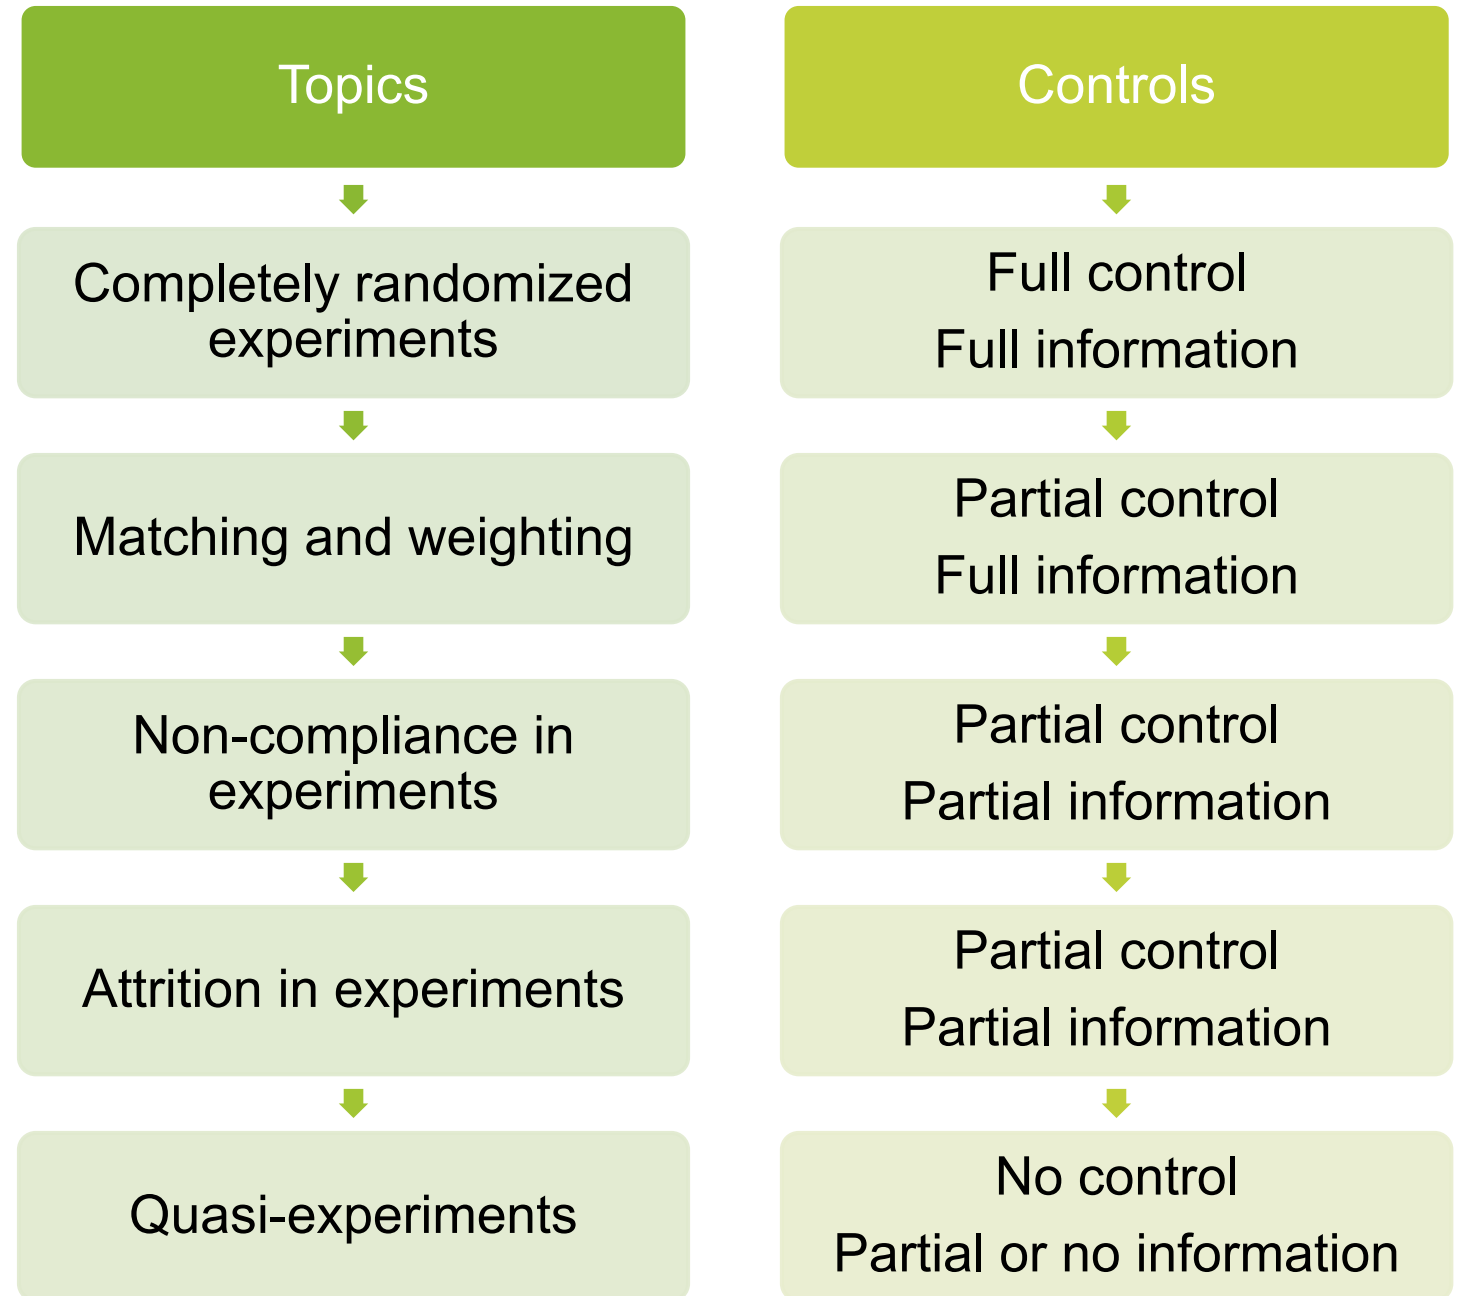 Topics
Completely randomized
experiments
Matching and weighting
Non-compliance in
experiments
Attrition in experiments
Quasi-experiments
Controls
Full control
Full information
Partial control
Full information
Partial control
Partial information
Partial control
Partial information
No control
Partial or no information